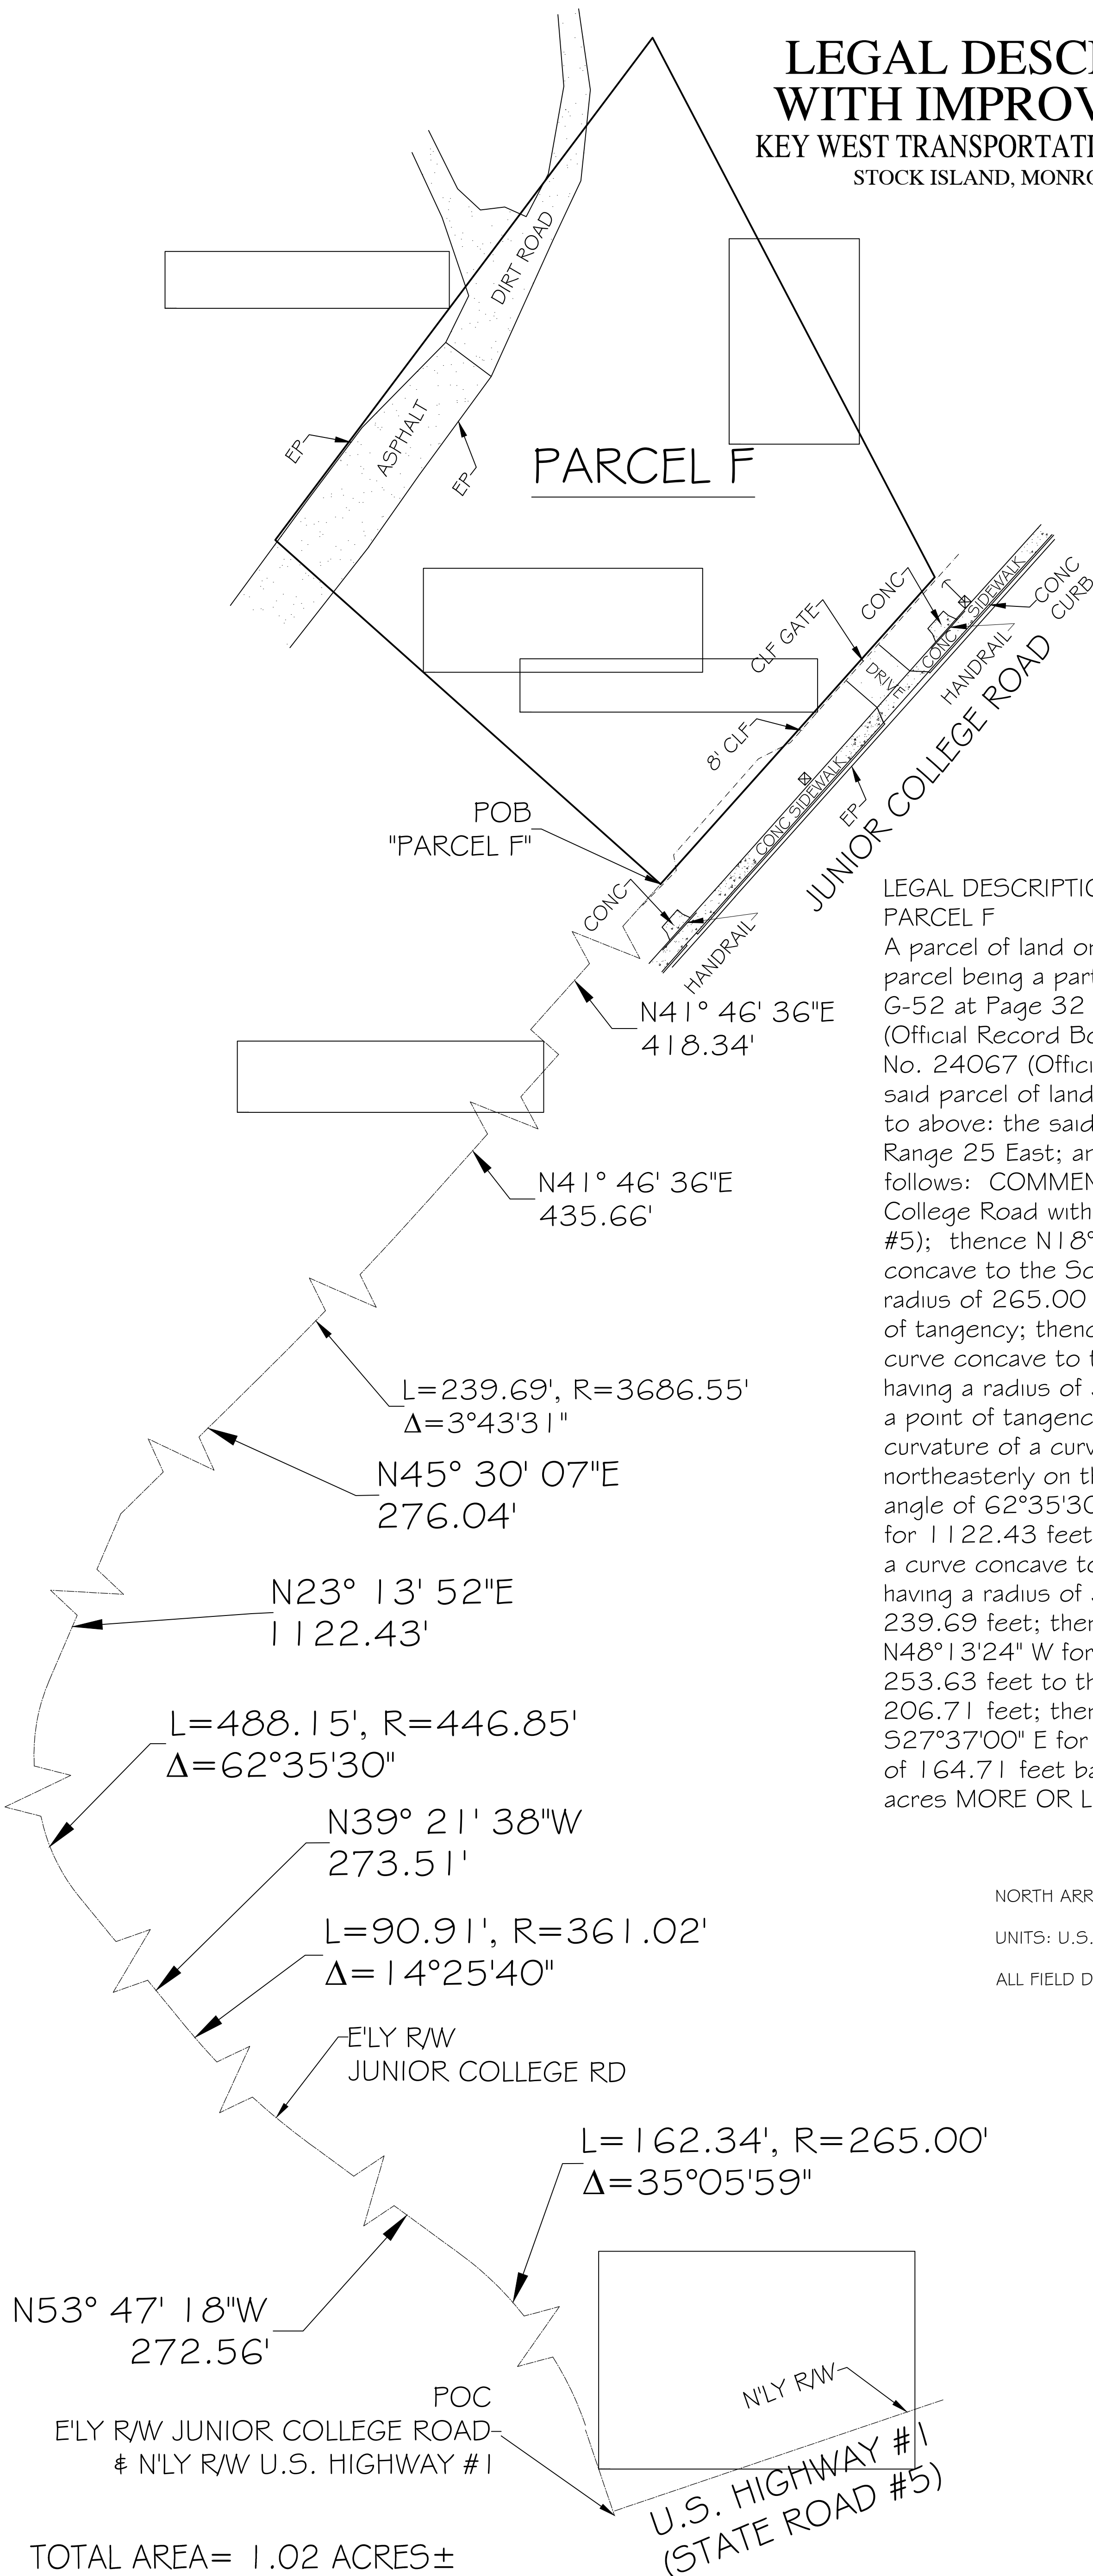 LEGAL DESC
WITH IMPROV
KEY WEST TRANSPORTATI
STOCK ISLAND, MONRO
DIRT ROAD
ASPHALT
EP
EP
PARCEL F
CONC
CLF GATE
8' CLF
DRIVE
CONC SIDEWALK
CONC
CURB
HANDRAIL
CONC SIDEWALK
EP
JUNIOR COLLEGE ROAD
POB
"PARCEL F"
CONC
HANDRAIL
N41° 46' 36"E
418.34'
N41° 46' 36"E
435.66'
L=239.69', R=3686.55'
Δ=3°43'31"
N45° 30' 07"E
276.04'
N23° 13' 52"E
1122.43'
L=488.15', R=446.85'
Δ=62°35'30"
N39° 21' 38"W
273.51'
L=90.91', R=361.02'
Δ=14°25'40"
E'LY R/W
JUNIOR COLLEGE RD
L=162.34', R=265.00'
Δ=35°05'59"
N53° 47' 18"W
272.56'
POC
E'LY R/W JUNIOR COLLEGE ROAD
& N'LY R/W U.S. HIGHWAY #1
N'LY R/W
U.S. HIGHWAY #1
(STATE ROAD #5)
TOTAL AREA= 1.02 ACRES±
LEGAL DESCRIPTIO
PARCEL F
A parcel of land or
parcel being a part
G-52 at Page 32
(Official Record Bo
No. 24067 (Offici
said parcel of land
to above: the said
Range 25 East; ar
follows: COMMEN
College Road with
#5); thence N18°
concave to the So
radius of 265.00
of tangency; thenc
curve concave to t
having a radius of
a point of tangenc
curvature of a curv
northeasterly on th
angle of 62°35'30
for 1122.43 feet
a curve concave to
having a radius of
239.69 feet; ther
N48°13'24" W for
253.63 feet to th
206.71 feet; ther
S27°37'00" E for
of 164.71 feet ba
acres MORE OR L
NORTH ARR
UNITS: U.S.
ALL FIELD D